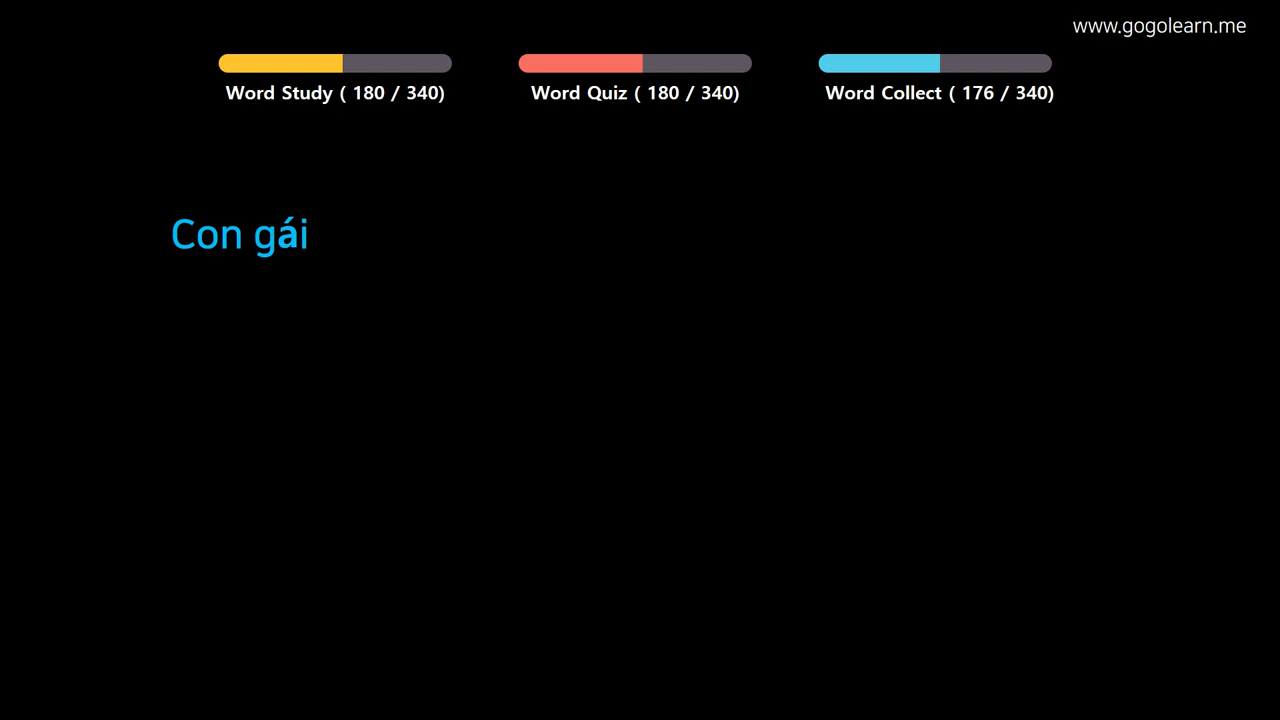 www.gogolearn.me
Word Study ( 180 / 340)
Word Quiz ( 180 / 340)
Word Collect ( 176 / 340)
Con gái